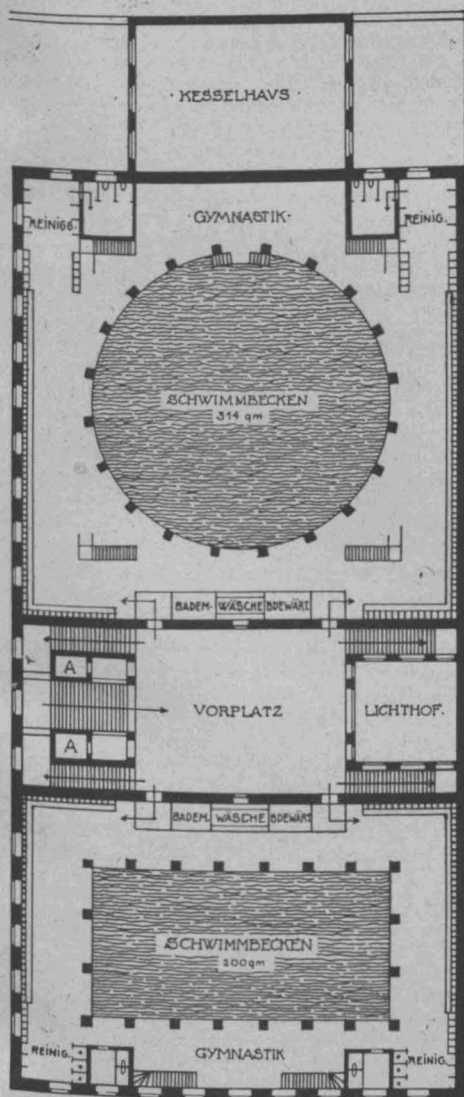 · KESSELHAVS ·
REINIGG.
·GYMNASTIK·
REINIG.
SCHWIMMBECKEN
314 qm
BADEM. WÄSCHE BDEWÄRT
A
VORPLATZ
LICHTHOF.
A
BADEM. WÄSCHE BDEWÄRT
SCHWIMMBECKEN
200 qm
REINIG.
GYMNASTIK
REINIG.